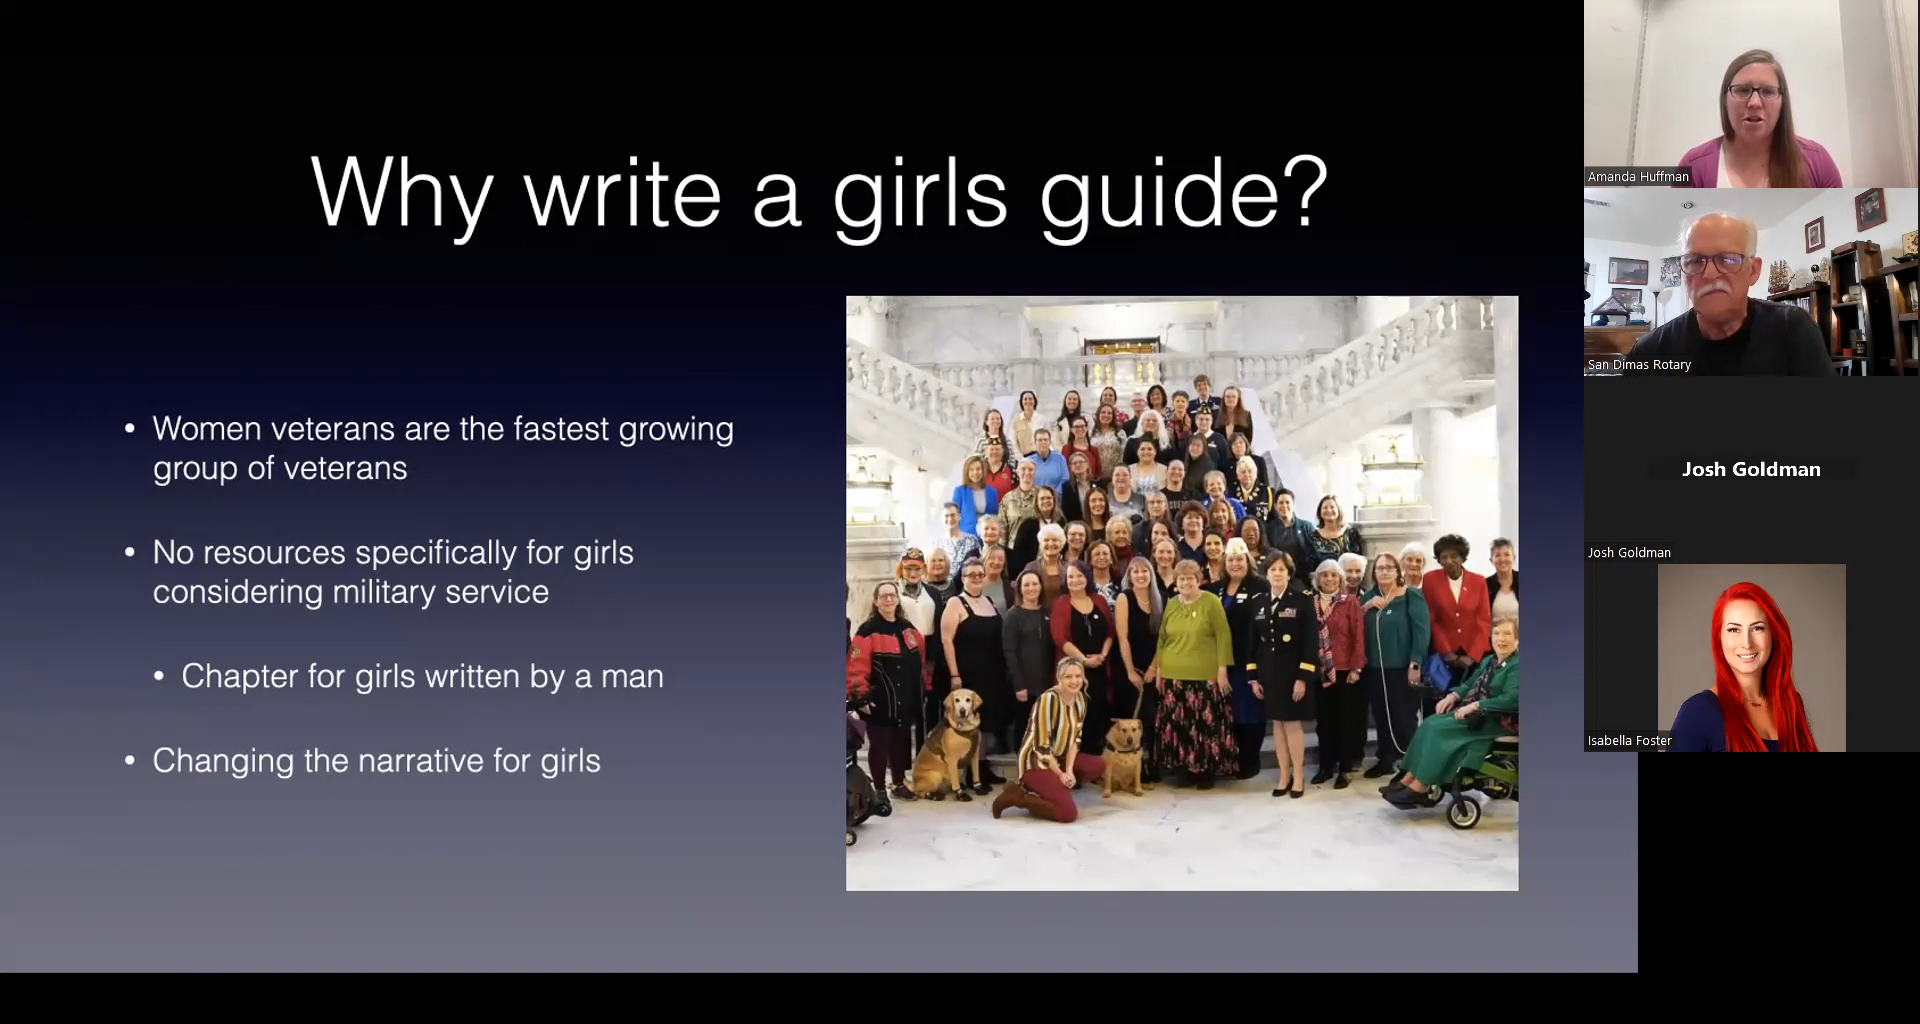 Why write a girls guide?
• Women veterans are the fastest growing
group of veterans
• No resources specifically for girls
considering military service
• Chapter for girls written by a man
• Changing the narrative for girls
Amanda Huffman
San Dimas Rotary
Josh Goldman
Josh Goldman
Isabella Foster